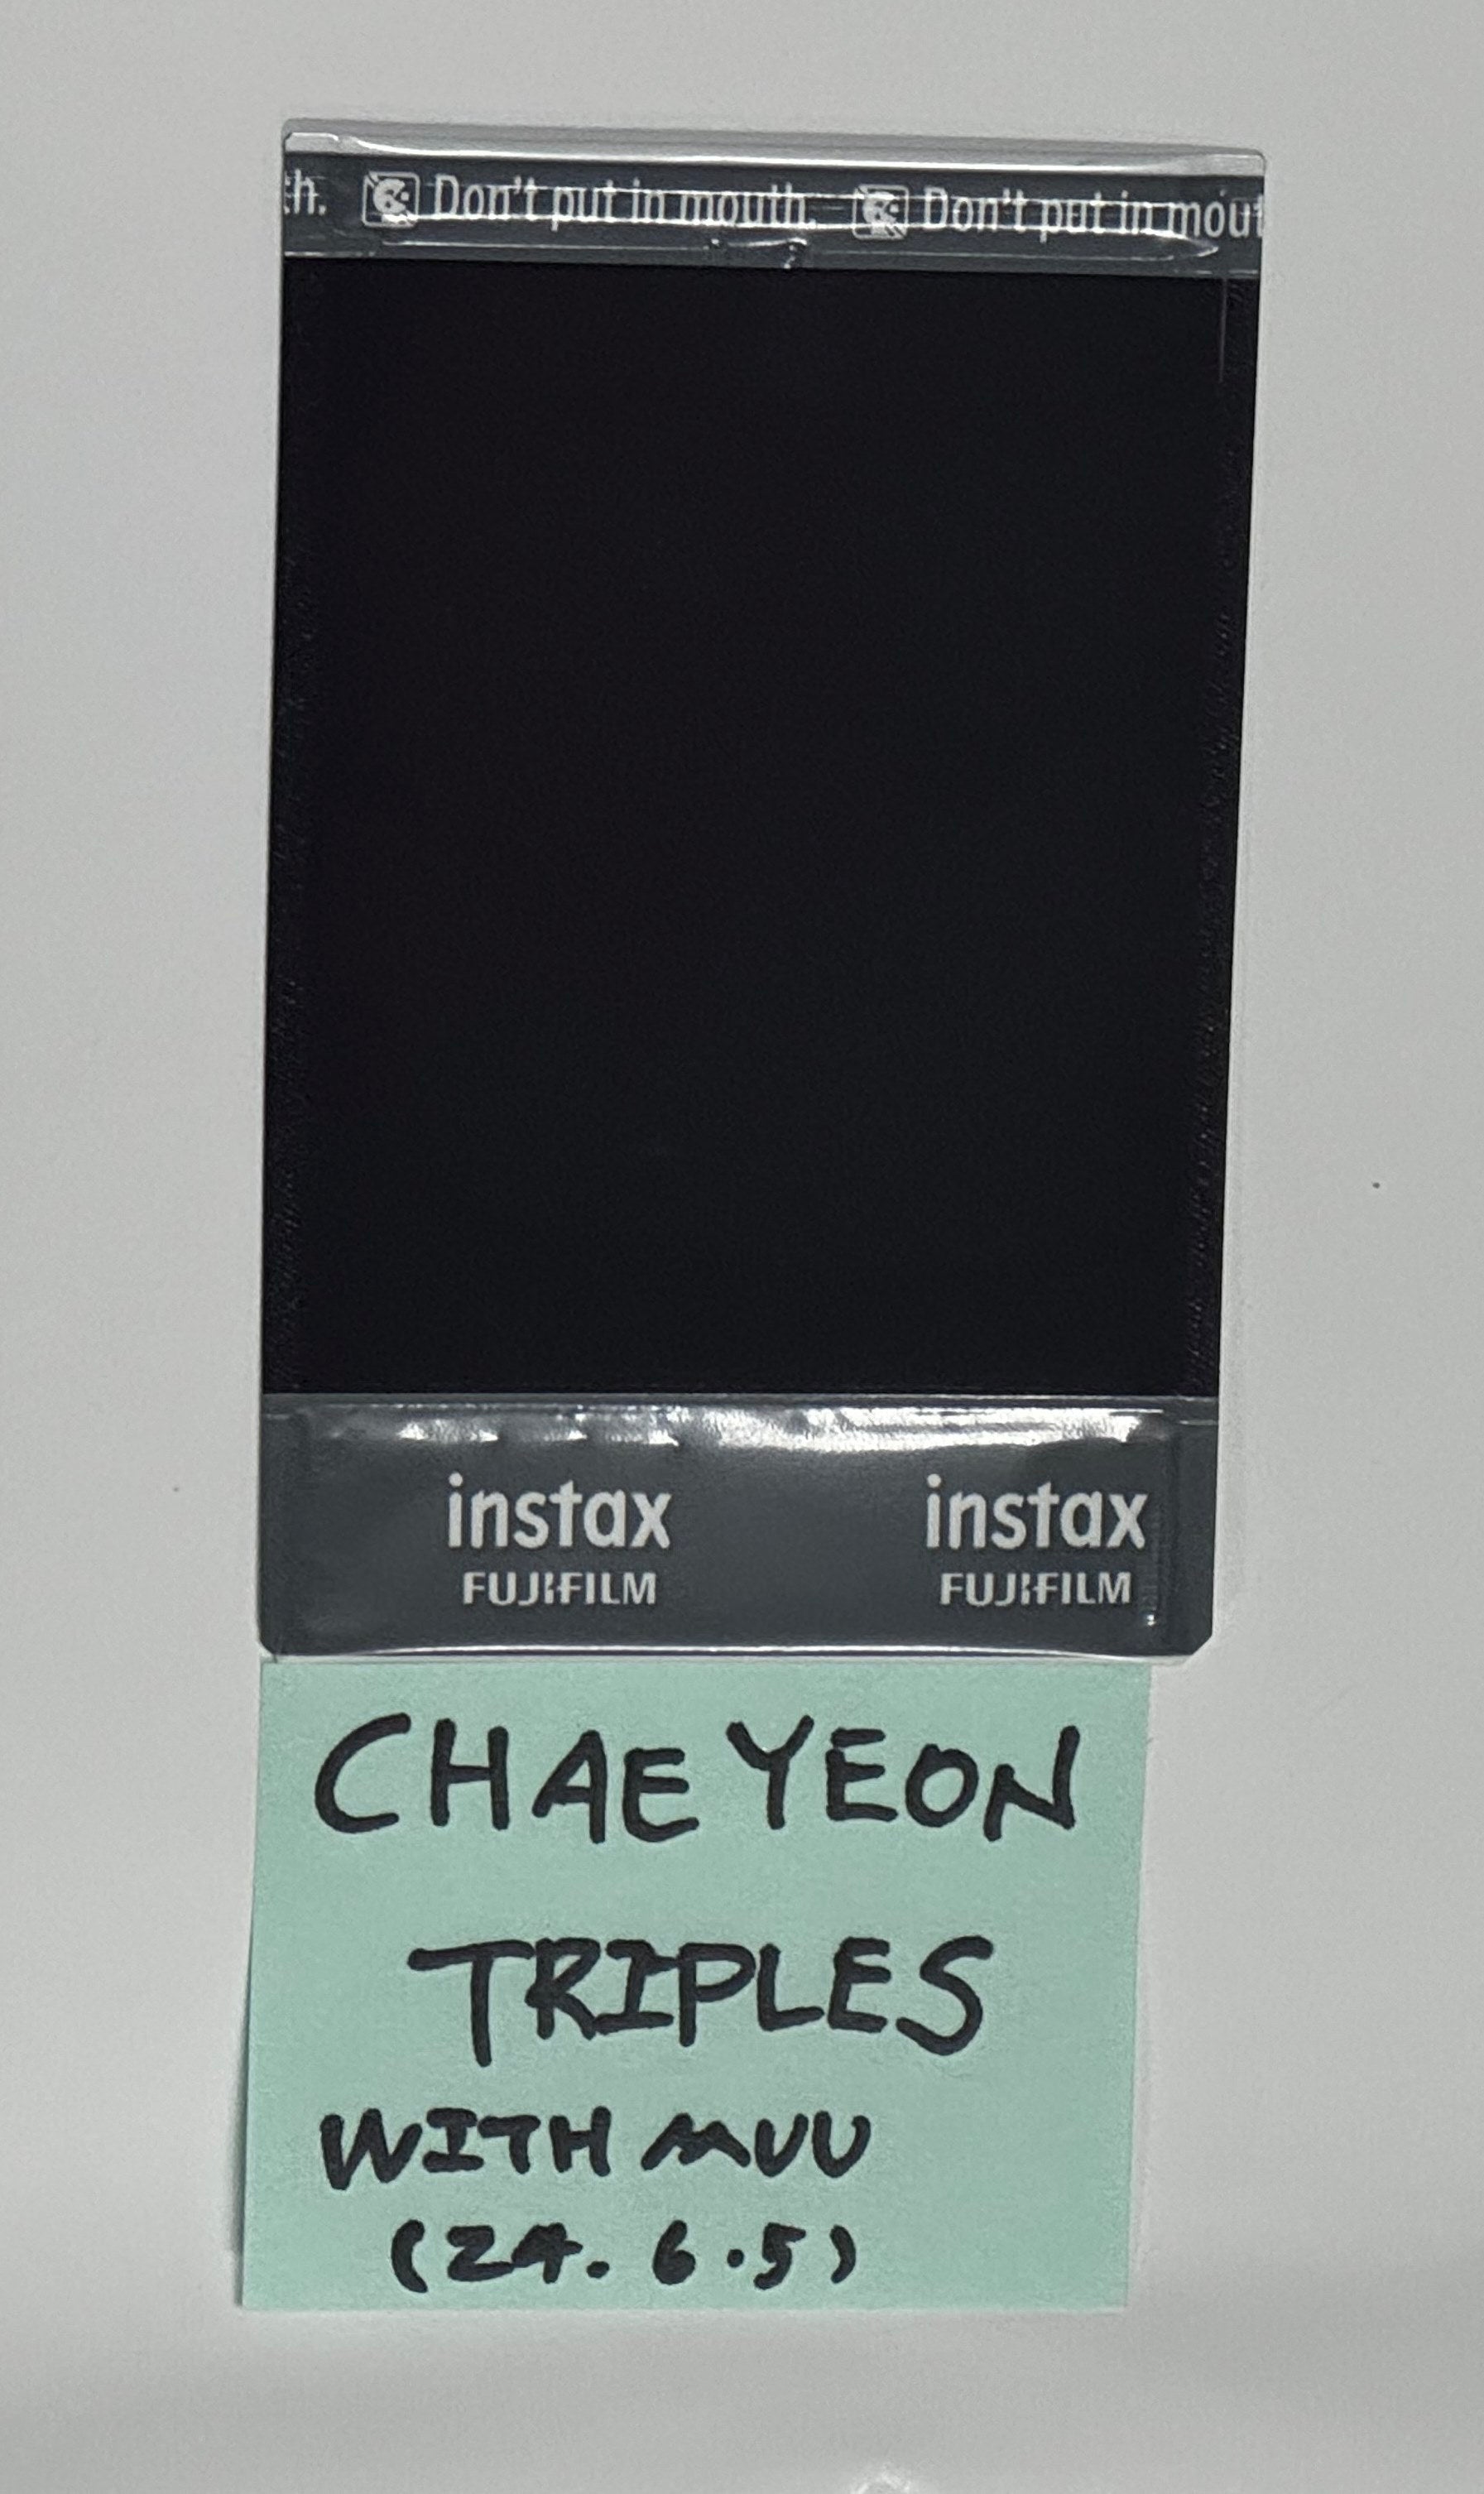 th. Don't put in mouth. Don't put in mout
instax instax
FUJIFILM FUJIFILM
CHAEYEON
TRIPLES
WITH MUU
(24. 6.5)